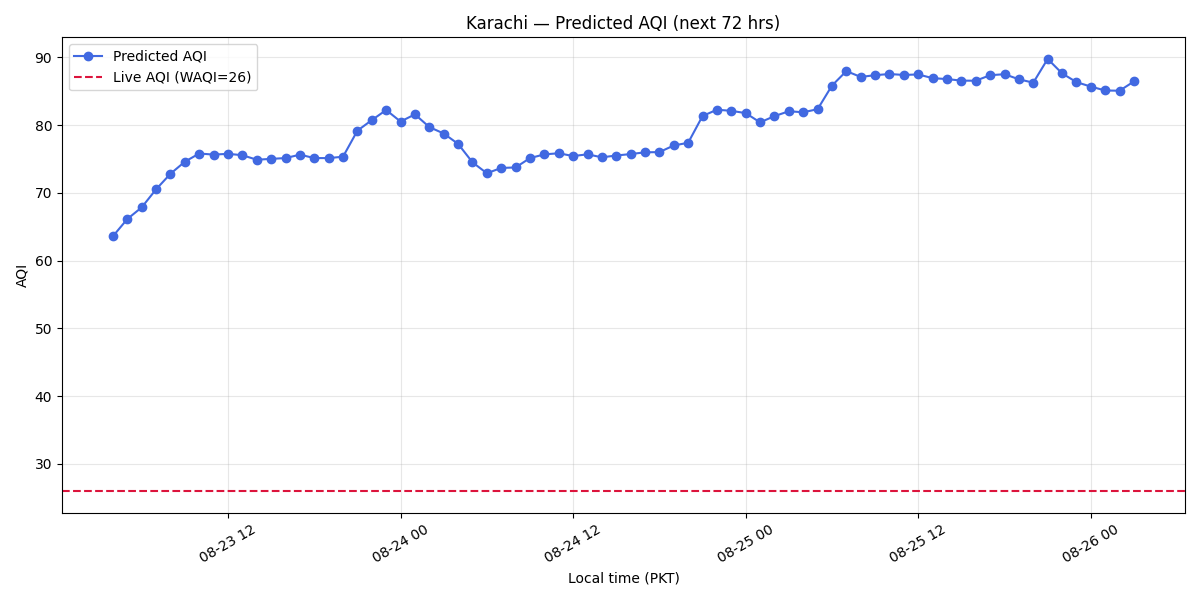 Karachi — Predicted AQI (next 72 hrs)
Predicted AQI
Live AQI (WAQI=26)
AQI
90
80
70
60
50
40
30
08-23 12
08-24 00
08-24 12
08-25 00
08-25 12
08-26 00
Local time (PKT)